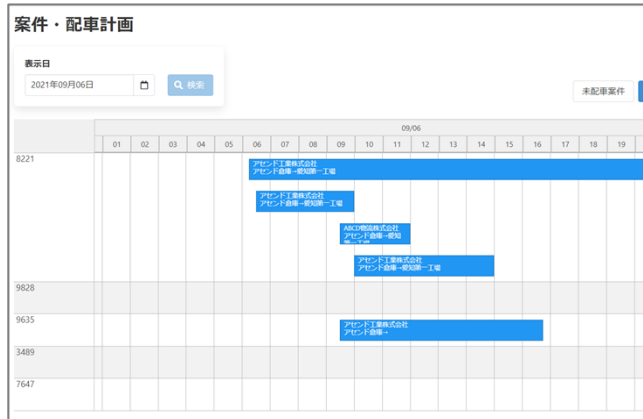 案件・配車計画
表示日
2021年09月06日
検索
未配車案件
09/06
01 02 03 04 05 06 07 08 09 10 11 12 13 14 15 16 17 18 19
8221
アセンド工業株式会社
アセンド倉庫→愛知第一工場
アセンド工業株式会社
アセンド倉庫→愛知第一工場
ABCD物流株式会社
アセンド倉庫→愛知
第一工場
アセンド工業株式会社
アセンド倉庫→愛知第一工場
9828
9635
アセンド工業株式会社
アセンド倉庫→
3489
7647